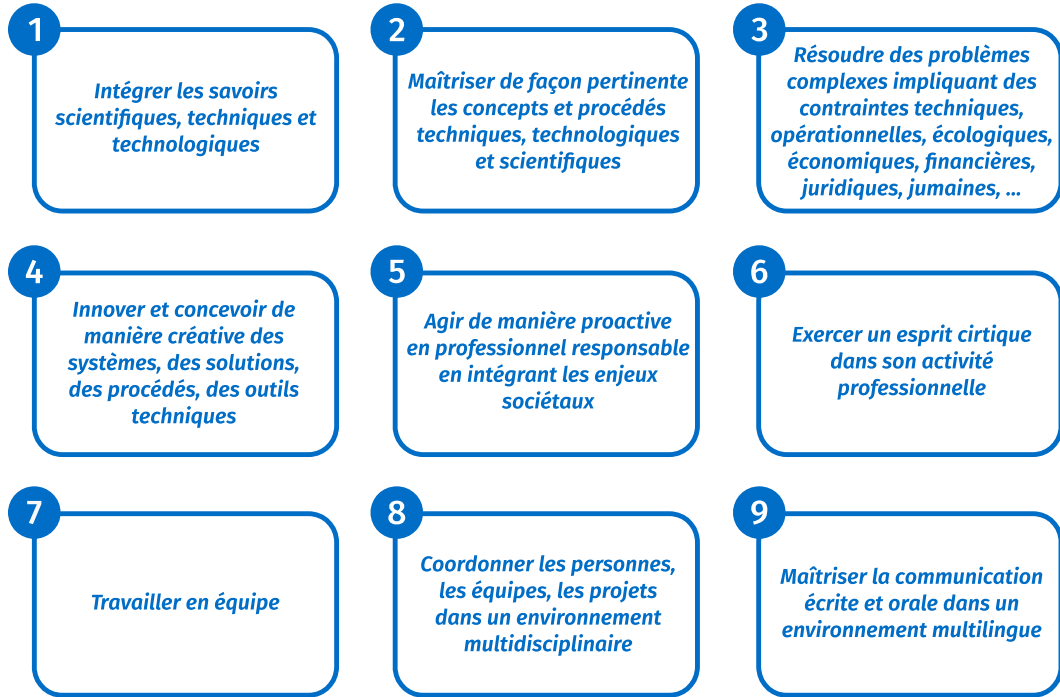 1
Intégrer les savoirs
scientifiques, techniques et
technologiques
2
Maîtriser de façon pertinente
les concepts et procédés
techniques, technologiques
et scientifiques
3
Résoudre des problèmes
complexes impliquant des
contraintes techniques,
opérationnelles, écologiques,
économiques, financières,
juridiques, jumaines, ...
4
Innover et concevoir de
manière créative des
systèmes, des solutions,
des procédés, des outils
techniques
5
Agir de manière proactive
en professionnel responsable
en intégrant les enjeux
sociétaux
6
Exercer un esprit cirtique
dans son activité
professionnelle
7
Travailler en équipe
8
Coordonner les personnes,
les équipes, les projets
dans un environnement
multidisciplinaire
9
Maîtriser la communication
écrite et orale dans un
environnement multilingue